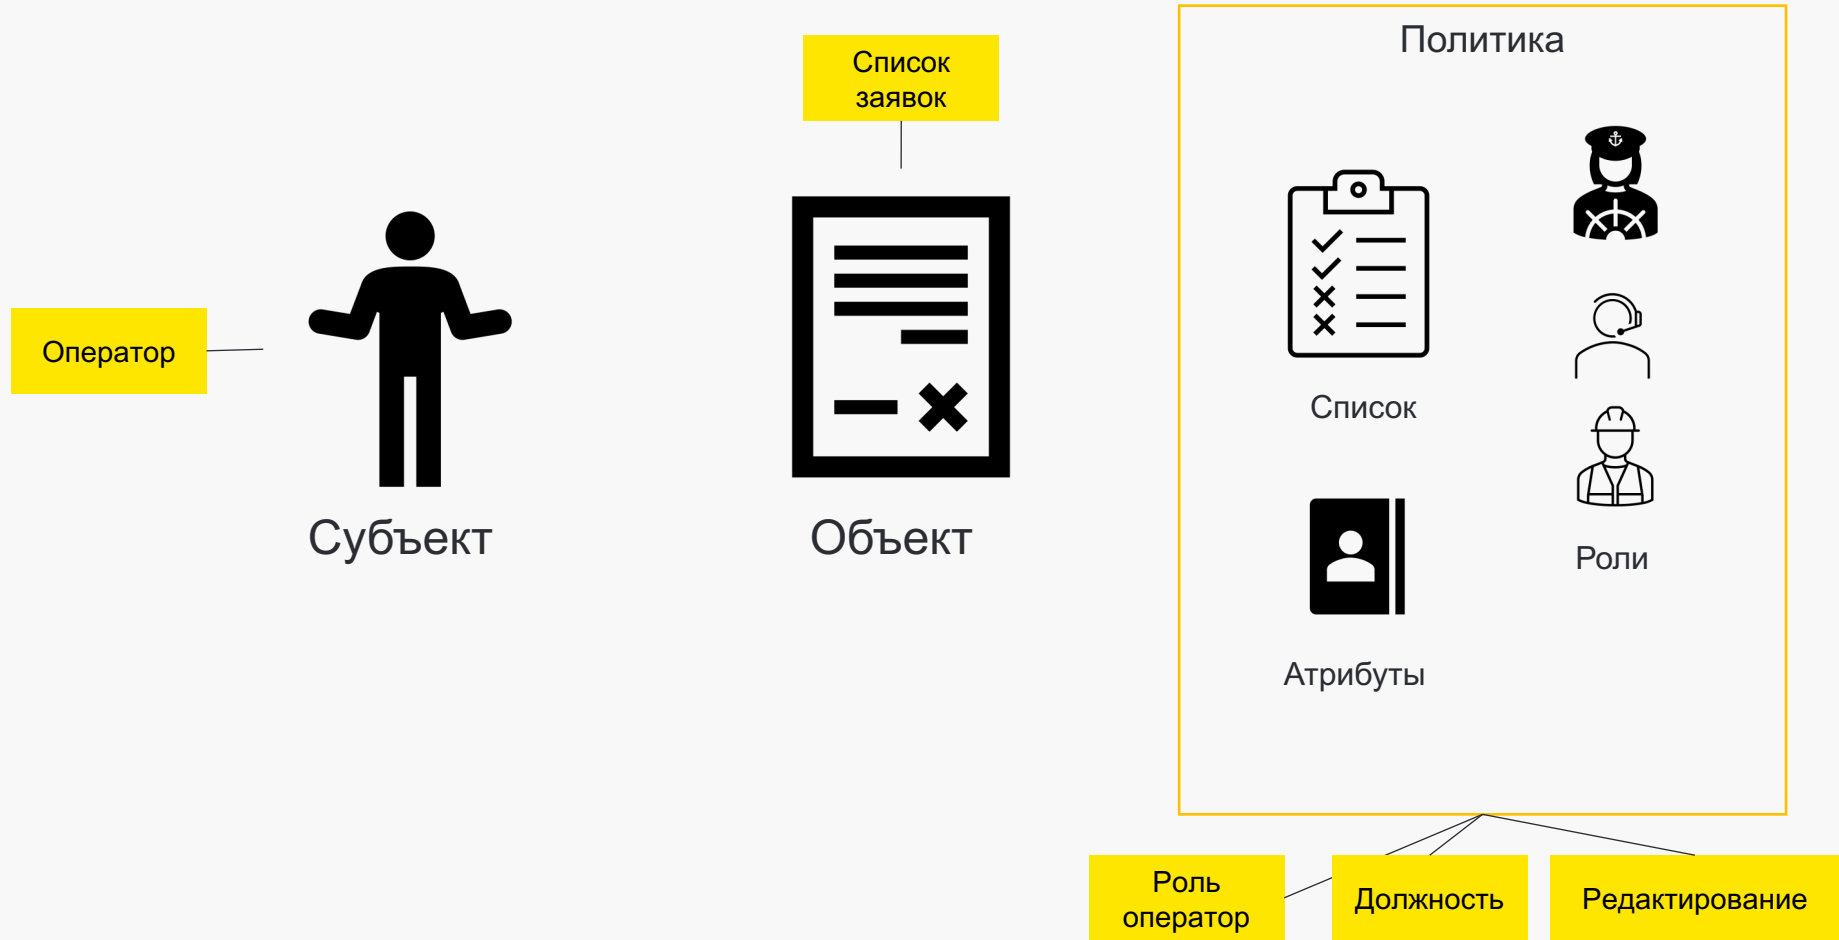 Политика
Список
заявок
Оператор
Субъект
Объект
Список
Роли
Атрибуты
Роль
оператор
Должность
Редактирование